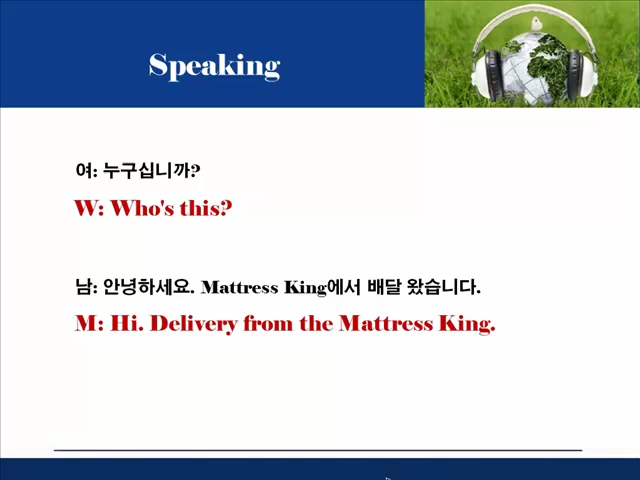 Speaking
여: 누구십니까?
W: Who's this?
남: 안녕하세요. Mattress King에서 배달 왔습니다.
M: Hi. Delivery from the Mattress King.